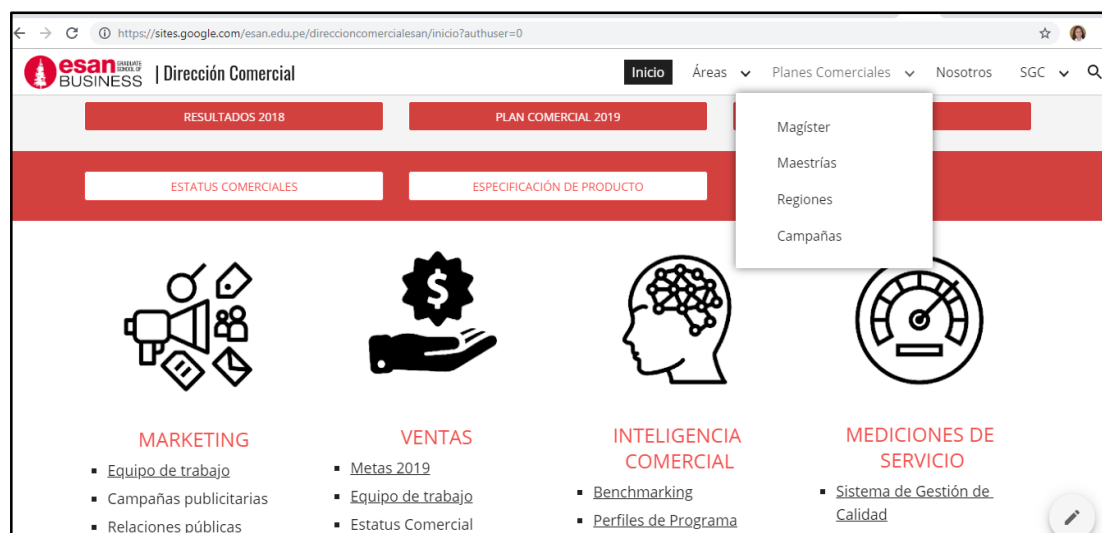 https://sites.google.com/esan.edu.pe/direccioncomercialesan/inicio?authuser=0
esan GRADUATE SCHOOL OF BUSINESS | Dirección Comercial
Inicio Áreas Planes Comerciales Nosotros SGC
RESULTADOS 2018 PLAN COMERCIAL 2019
Magíster
Maestrías
Regiones
Campañas
ESTATUS COMERCIALES ESPECIFICACIÓN DE PRODUCTO
$
MARKETING
▪ Equipo de trabajo
▪ Campañas publicitarias
▪ Relaciones públicas
VENTAS
▪ Metas 2019
▪ Equipo de trabajo
▪ Estatus Comercial
INTELIGENCIA
COMERCIAL
▪ Benchmarking
▪ Perfiles de Programa
MEDICIONES DE
SERVICIO
▪ Sistema de Gestión de
Calidad